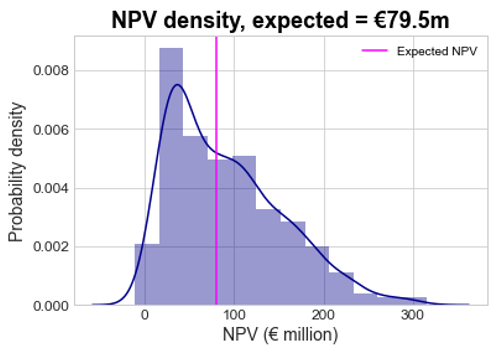 NPV density, expected = €79.5m
Expected NPV
Probability density
0.008
0.006
0.004
0.002
0.000
0
100
200
300
NPV (€ million)